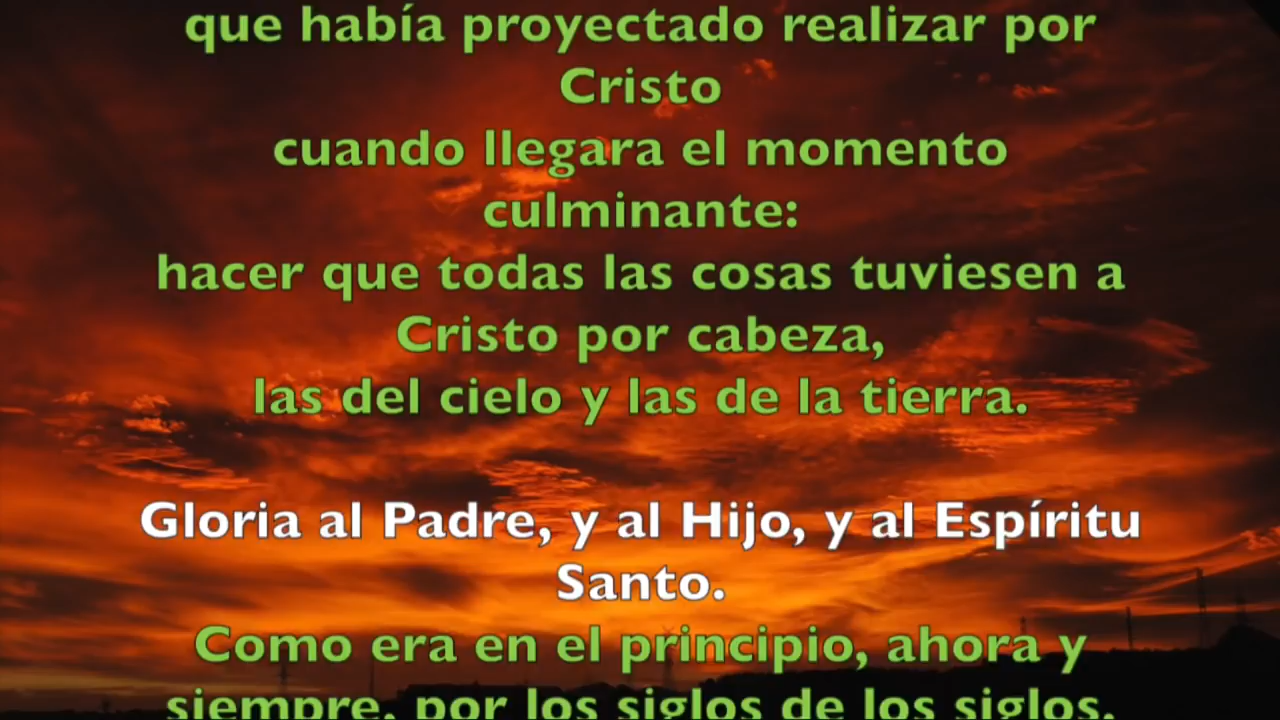 que había proyectado realizar por
Cristo
cuando llegara el momento
culminante:
hacer que todas las cosas tuviesen a
Cristo por cabeza,
las del cielo y las de la tierra.
Gloria al Padre, y al Hijo, y al Espíritu
Santo.
Como era en el principio, ahora y
siempre, por los siglos de los siglos.